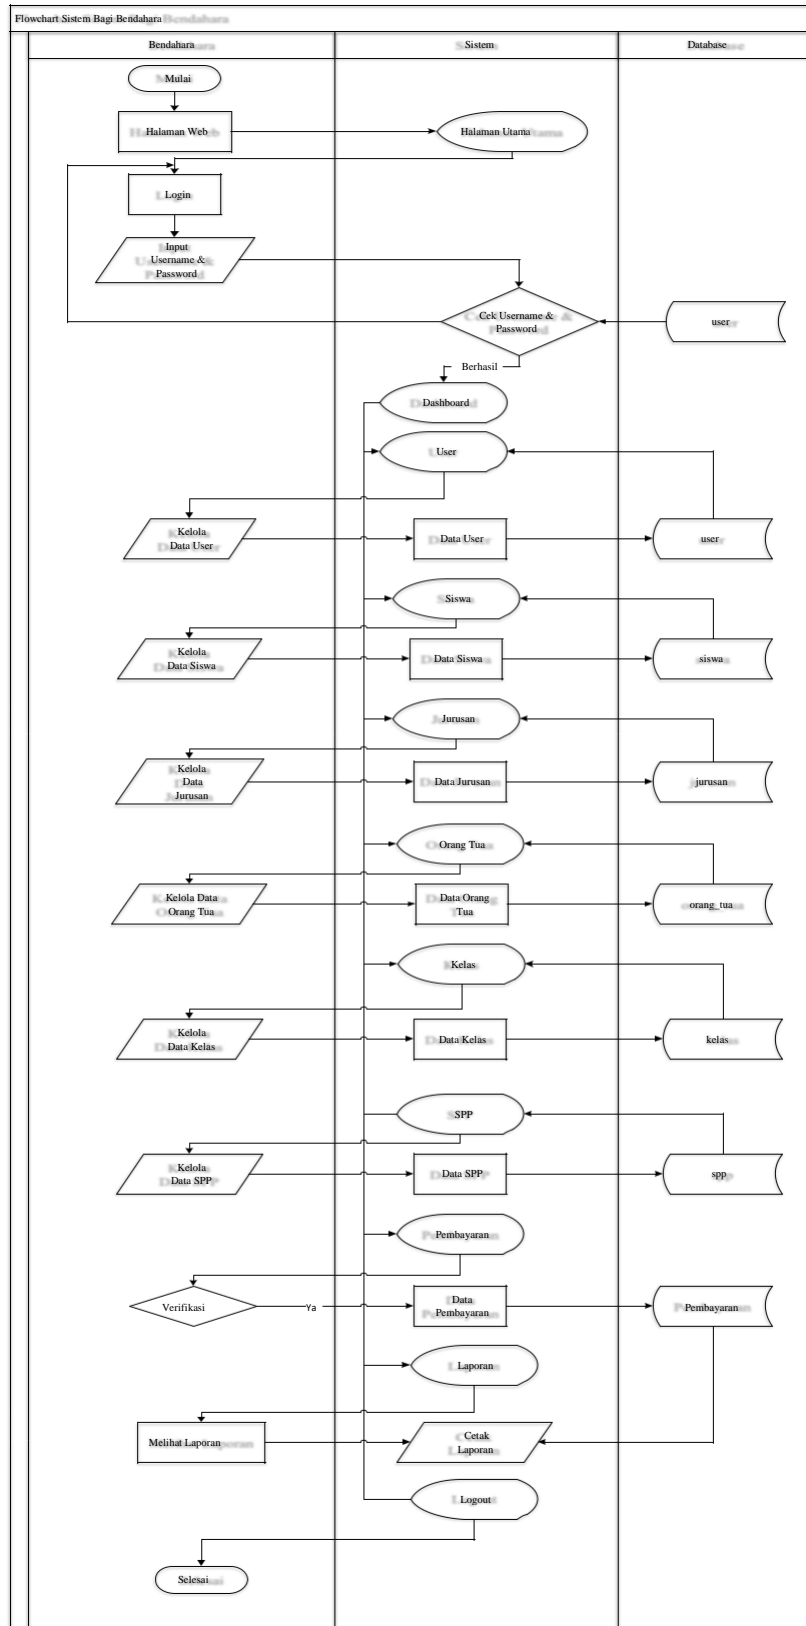 Flowchart Sistem Bagi Bendahara
Bendahara
Sistem
Database
Mulai
Halaman Web
Halaman Utama
Login
Input
Username &
Password
Cek Username &
Password
user
Berhasil
Dashboard
User
Kelola
Data User
Data User
user
Siswa
Kelola
Data Siswa
Data Siswa
siswa
Jurusan
Kelola
Data
Jurusan
Data Jurusan
jurusan
Orang Tua
Kelola Data
Orang Tua
Data Orang
Tua
orang_tua
Kelas
Kelola
Data Kelas
Data Kelas
kelas
SPP
Kelola
Data SPP
Data SPP
spp
Pembayaran
Verifikasi
Ya
Data
Pembayaran
Pembayaran
Laporan
Melihat Laporan
Cetak
Laporan
Logout
Selesai